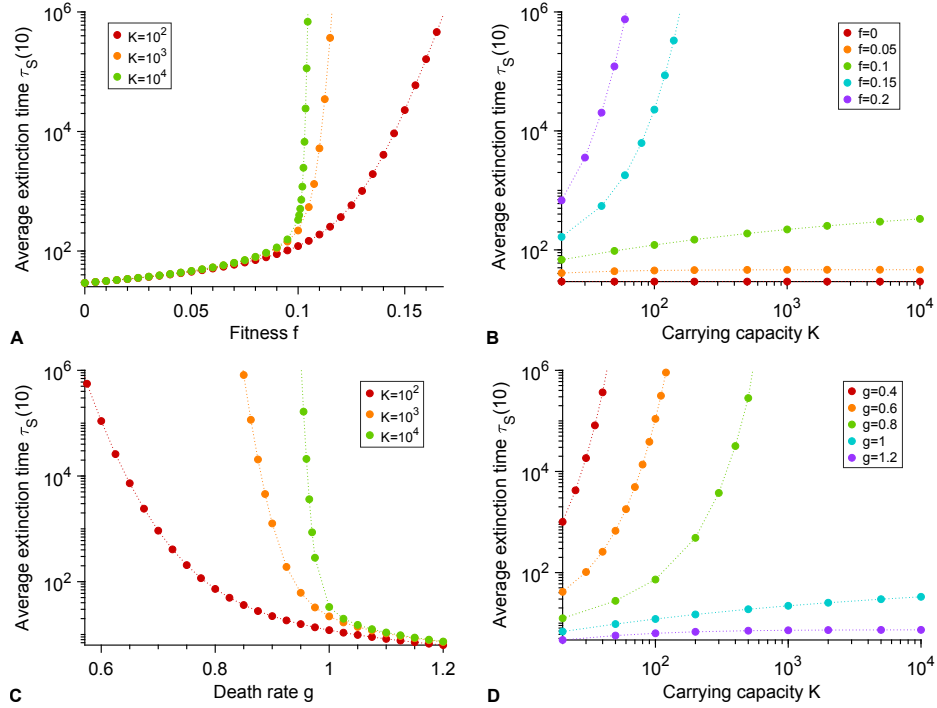 10^6
10^4
10^2
Average extinction time τ_S(10)
K=10^2
K=10^3
K=10^4
0
0.05
0.1
0.15
Fitness f
A
10^6
10^4
10^2
Average extinction time τ_S(10)
f=0
f=0.05
f=0.1
f=0.15
f=0.2
10^2
10^3
10^4
Carrying capacity K
B
10^6
10^4
10^2
Average extinction time τ_S(10)
K=10^2
K=10^3
K=10^4
0.6
0.8
1
1.2
Death rate g
C
10^6
10^4
10^2
Average extinction time τ_S(10)
g=0.4
g=0.6
g=0.8
g=1
g=1.2
10^2
10^3
10^4
Carrying capacity K
D